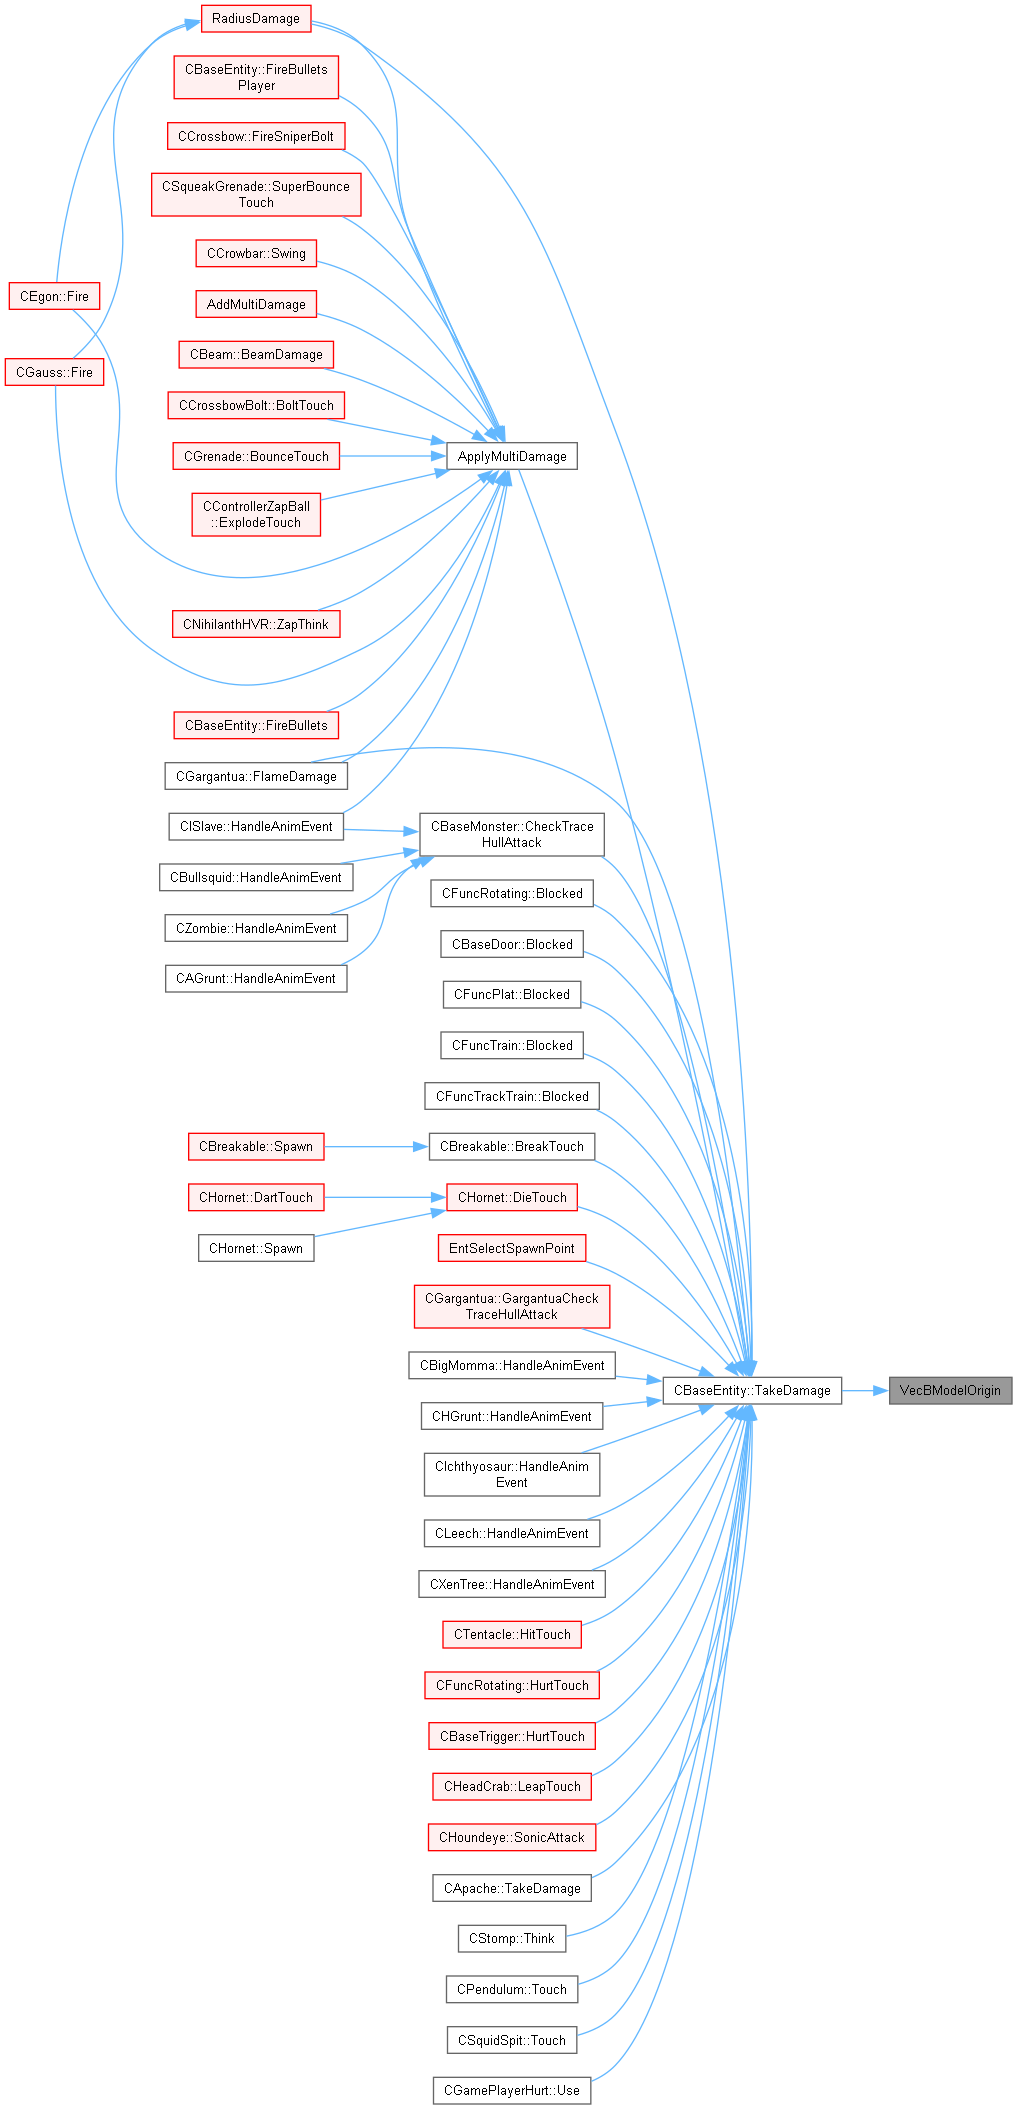 RadiusDamage
CBaseEntity::FireBullets
Player
CCrossbow::FireSniperBolt
CSqueakGrenade::SuperBounce
Touch
CCrowbar::Swing
CEgon::Fire
AddMultiDamage
CBeam::BeamDamage
CGauss::Fire
CCrossbowBolt::BoltTouch
CGrenade::BounceTouch
ApplyMultiDamage
CControllerZapBall
::ExplodeTouch
CNihilanthHVR::ZapThink
CBaseEntity::FireBullets
CGargantua::FlameDamage
CISlave::HandleAnimEvent
CBaseMonster::CheckTrace
HullAttack
CBullsquid::HandleAnimEvent
CFuncRotating::Blocked
CZombie::HandleAnimEvent
CBaseDoor::Blocked
CAGrunt::HandleAnimEvent
CFuncPlat::Blocked
CFuncTrain::Blocked
CFuncTrackTrain::Blocked
CBreakable::Spawn
CBreakable::BreakTouch
CHornet::DartTouch
CHornet::DieTouch
CHornet::Spawn
EntSelectSpawnPoint
CGargantua::GargantuaCheck
TraceHullAttack
CBigMomma::HandleAnimEvent
CBaseEntity::TakeDamage
VecBModelOrigin
CHGrunt::HandleAnimEvent
CIchthyosaur::HandleAnim
Event
CLeech::HandleAnimEvent
CXenTree::HandleAnimEvent
CTentacle::HitTouch
CFuncRotating::HurtTouch
CBaseTrigger::HurtTouch
CHeadCrab::LeapTouch
CHoundeye::SonicAttack
CApache::TakeDamage
CStomp::Think
CPendulum::Touch
CSquidSpit::Touch
CGamePlayerHurt::Use